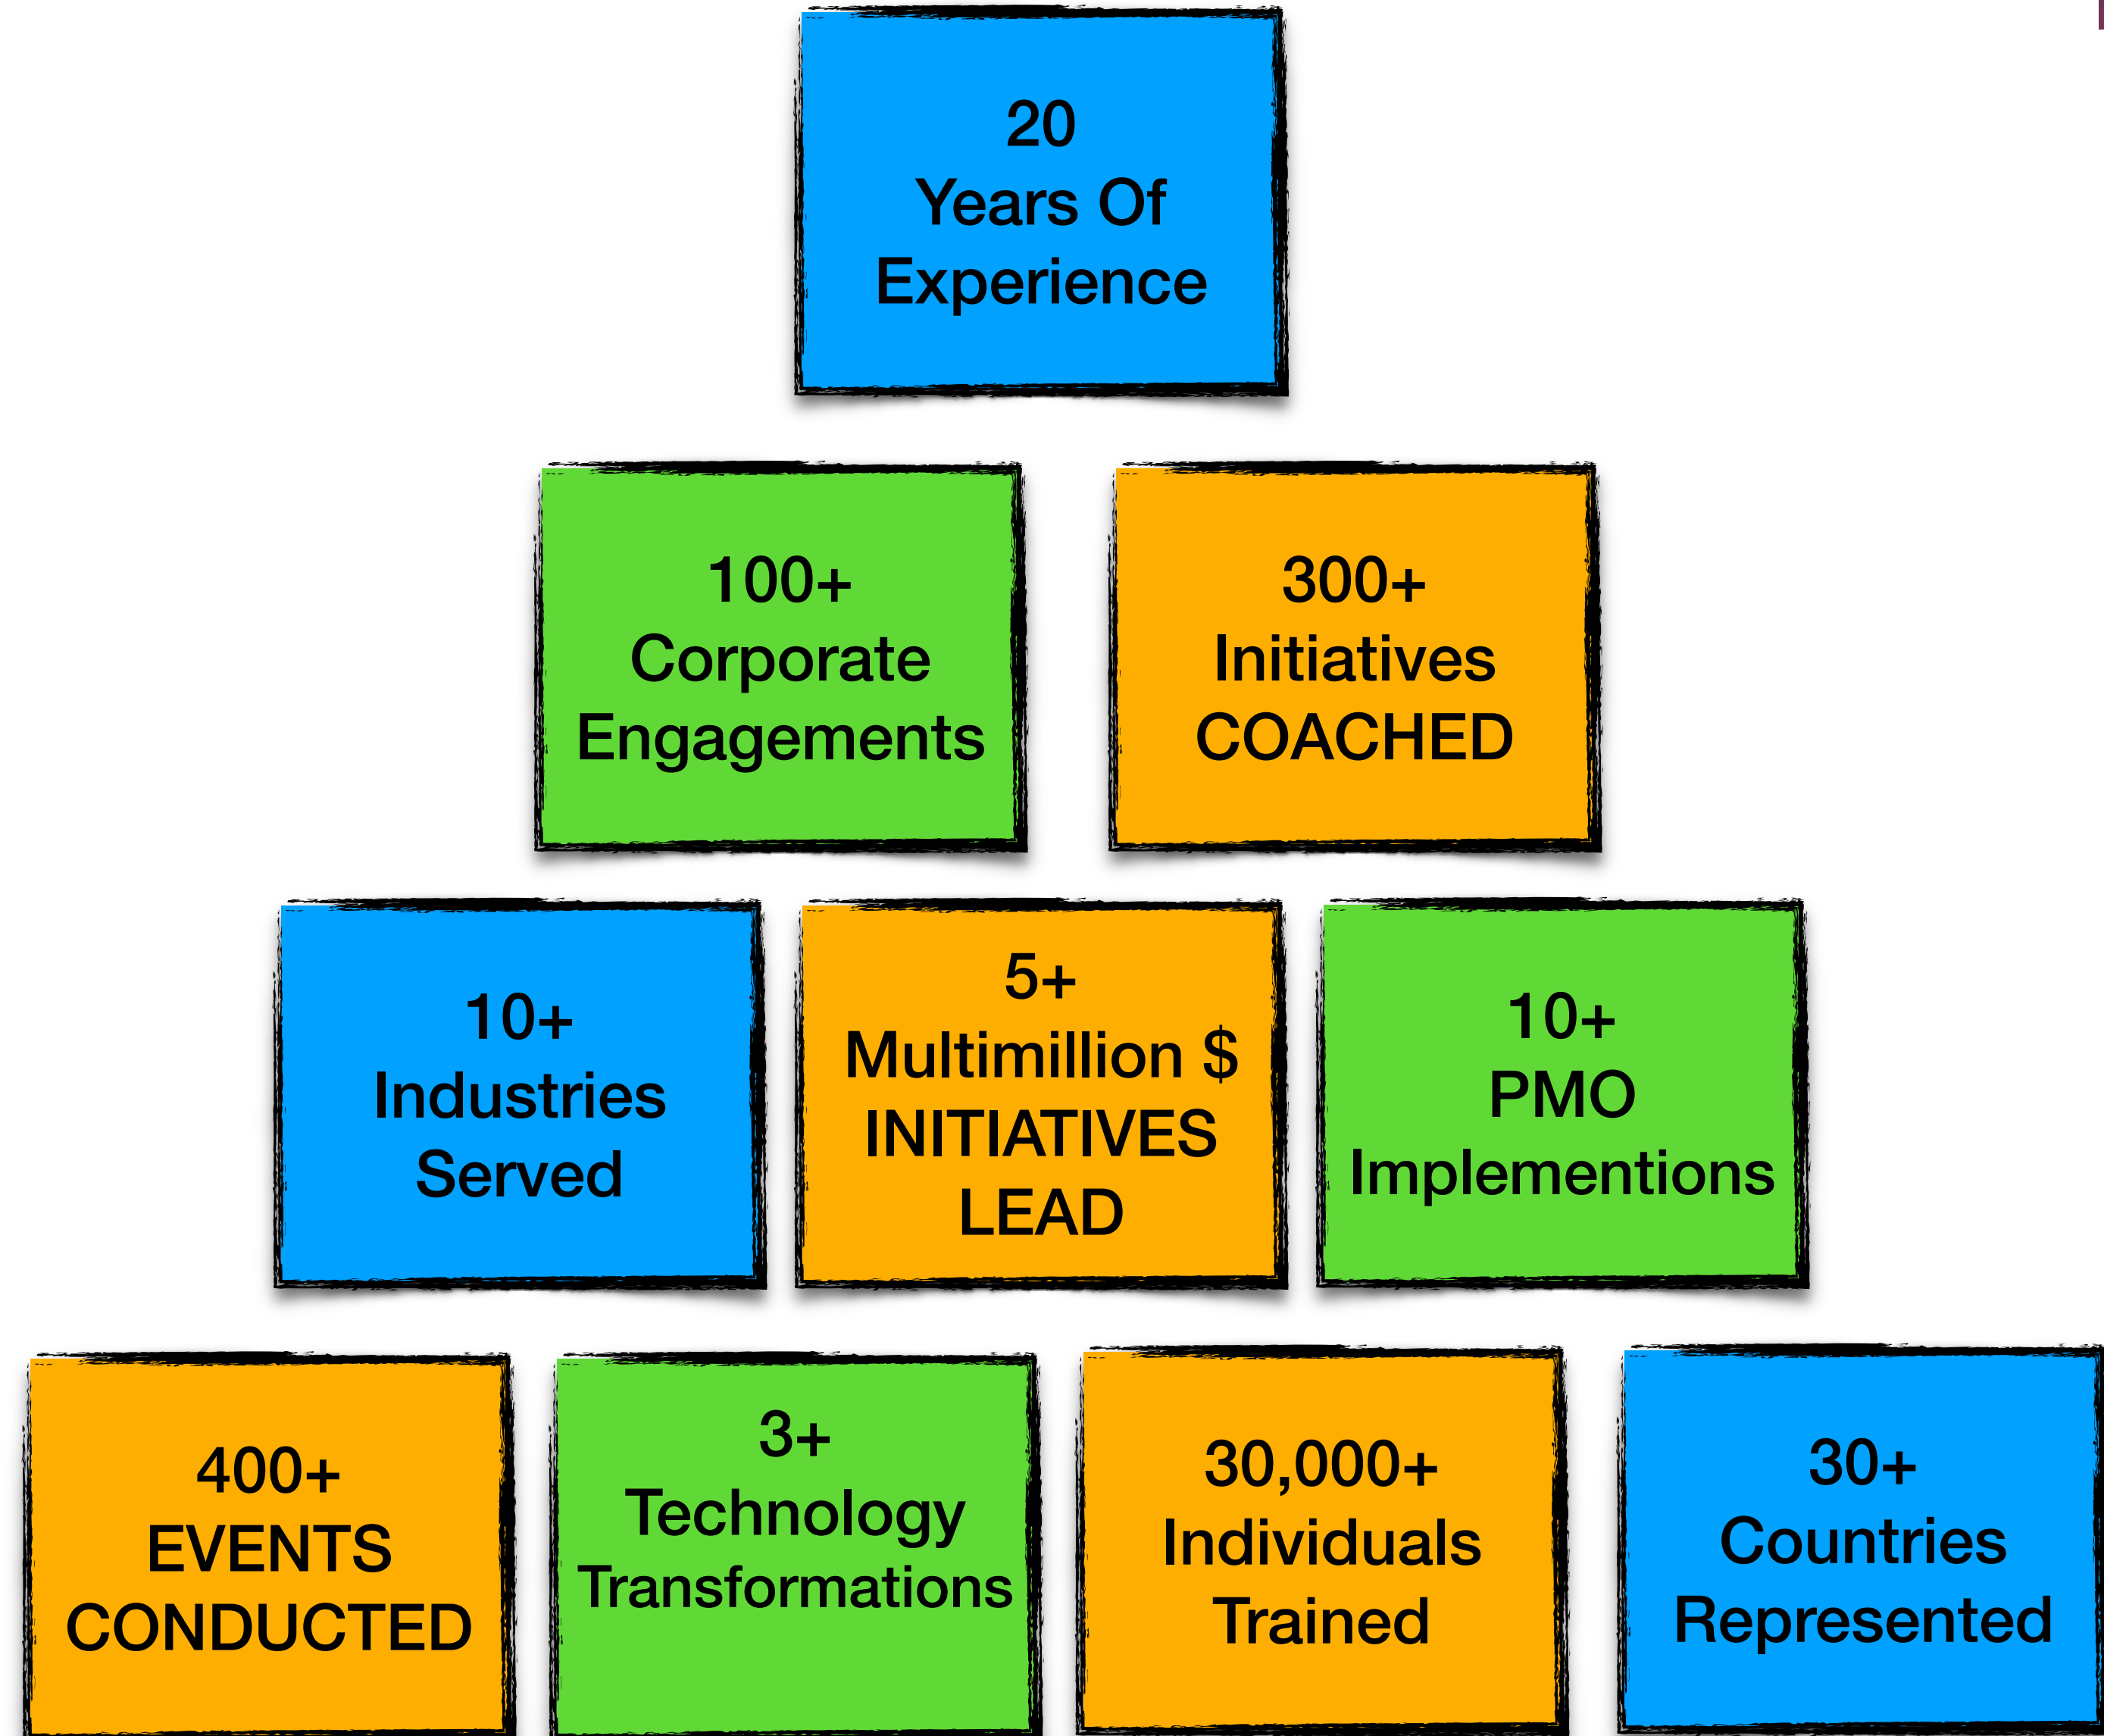 20
Years Of
Experience
100+
Corporate
Engagements
300+
Initiatives
COACHED
10+
Industries
Served
5+
Multimillion $
INITIATIVES
LEAD
10+
PMO
Implementions
400+
EVENTS
CONDUCTED
3+
Technology
Transformations
30,000+
Individuals
Trained
30+
Countries
Represented